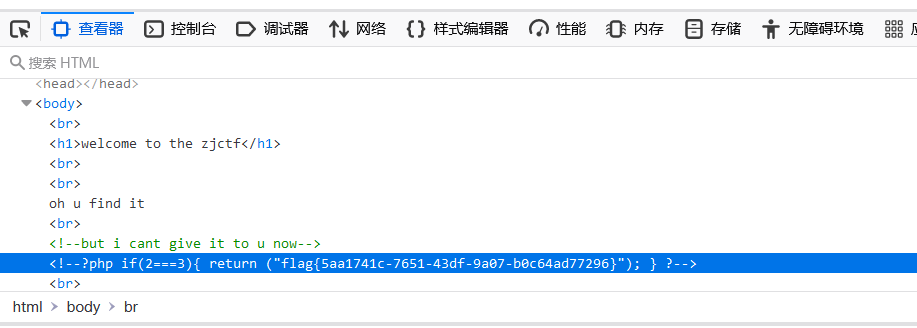 查看器 控制台 调试器 网络 样式编辑器 性能 内存 存储 无障碍环境
搜索 HTML
<head></head>
<body>
<br>
<h1>welcome to the zjctf</h1>
<br>
<br>
oh u find it
<br>
<!--but i cant give it to u now-->
<!--?php if(2===3){ return ("flag{5aa1741c-7651-43df-9a07-b0c64ad77296}"); } ?-->
<br>
html > body > br